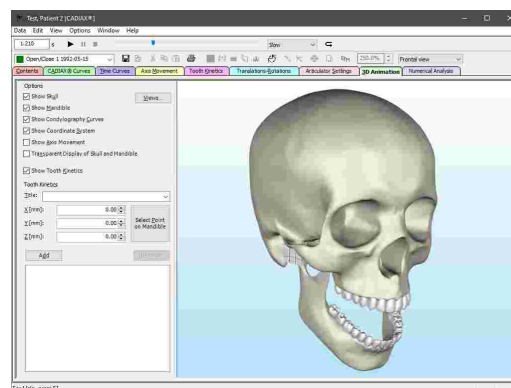 Test, Patient 2 [CADIAX®]
Data Edit View Options Window Help
1.210 s Slow
Open/Close 1 1992-05-15 250.0% Frontal view
Contents CADIAX® Curves Time Curves Axis Movement Tooth Kinetics Translations-Rotations Articulator Settings 3D Animation Numerical Analysis
Options
Show Skull Views...
Show Mandible
Show Condylography Curves
Show Coordinate System
Show Axis Movement
Transparent Display of Skull and Mandible
Show Tooth Kinetics
Tooth Kinetics
Title:
X [mm]: 0.00
Y [mm]: 0.00 Select Point on Mandible
Z [mm]: 0.00
Add